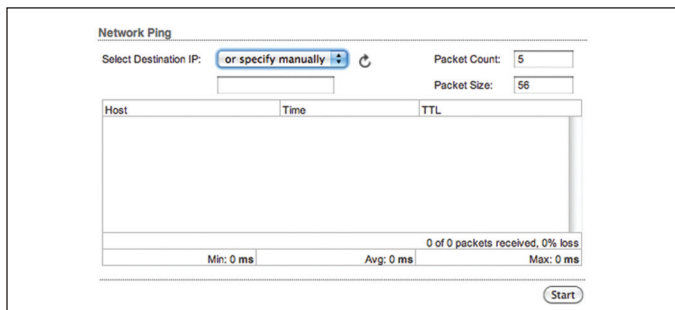 Network Ping
Select Destination IP: or specify manually Packet Count: 5
Packet Size: 56
Host Time TTL
0 of 0 packets received, 0% loss
Min: 0 ms Avg: 0 ms Max: 0 ms
Start